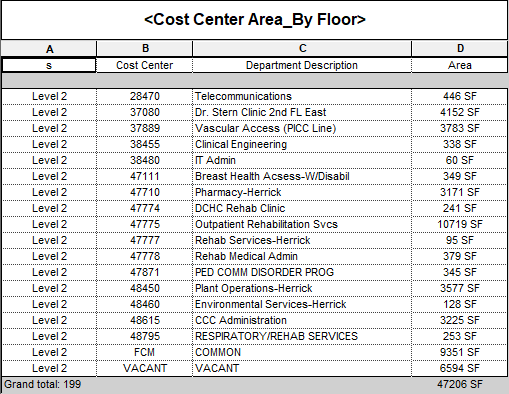 <Cost Center Area_By Floor>
A B C D
s Cost Center Department Description Area
Level 2 28470 Telecommunications 446 SF
Level 2 37080 Dr. Stern Clinic 2nd FL East 4152 SF
Level 2 37889 Vascular Access (PICC Line) 3783 SF
Level 2 38455 Clinical Engineering 338 SF
Level 2 38480 IT Admin 60 SF
Level 2 47111 Breast Health Acsess-W/Disabil 349 SF
Level 2 47710 Pharmacy-Herrick 3171 SF
Level 2 47774 DCHC Rehab Clinic 241 SF
Level 2 47775 Outpatient Rehabilitation Svcs 10719 SF
Level 2 47777 Rehab Services-Herrick 95 SF
Level 2 47778 Rehab Medical Admin 379 SF
Level 2 47871 PED COMM DISORDER PROG 345 SF
Level 2 48450 Plant Operations-Herrick 3577 SF
Level 2 48460 Environmental Services-Herrick 128 SF
Level 2 48615 CCC Administration 3225 SF
Level 2 48795 RESPIRATORY/REHAB SERVICES 253 SF
Level 2 FCM COMMON 9351 SF
Level 2 VACANT VACANT 6594 SF
Grand total: 199 47206 SF